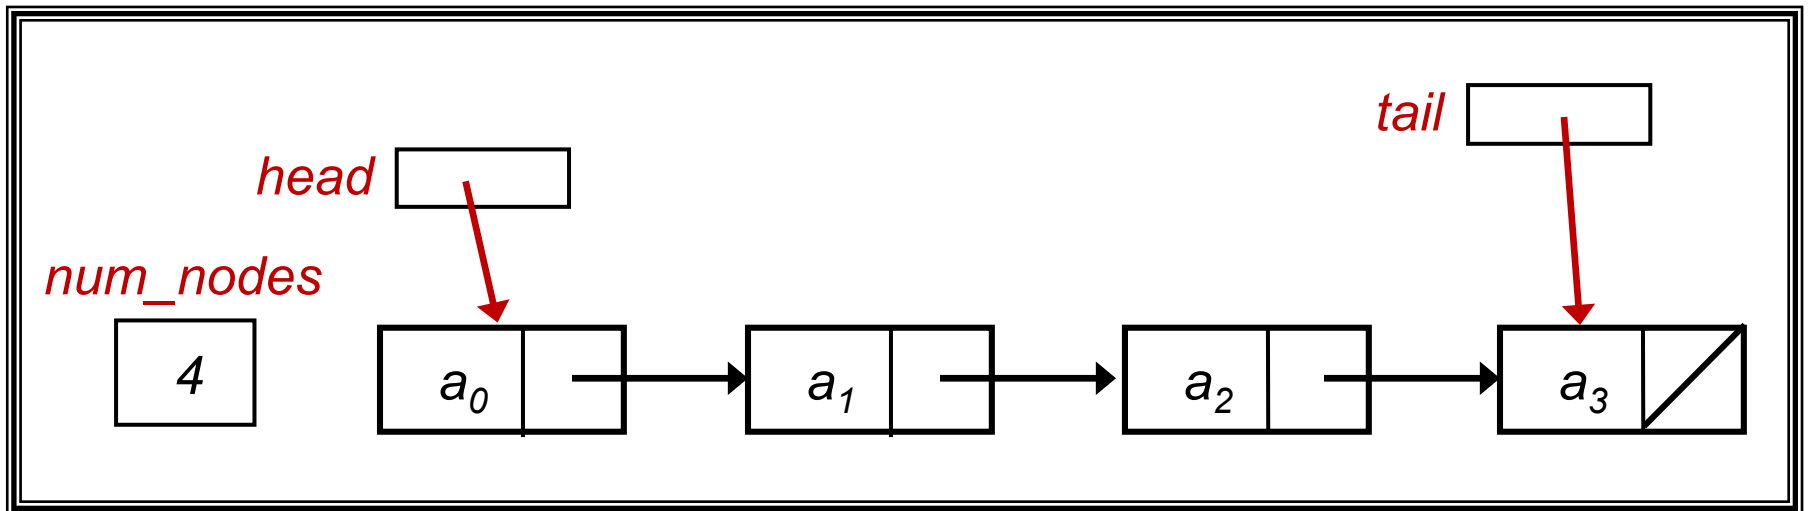 tail
head
num_nodes
4
a₀
a₁
a₂
a₃